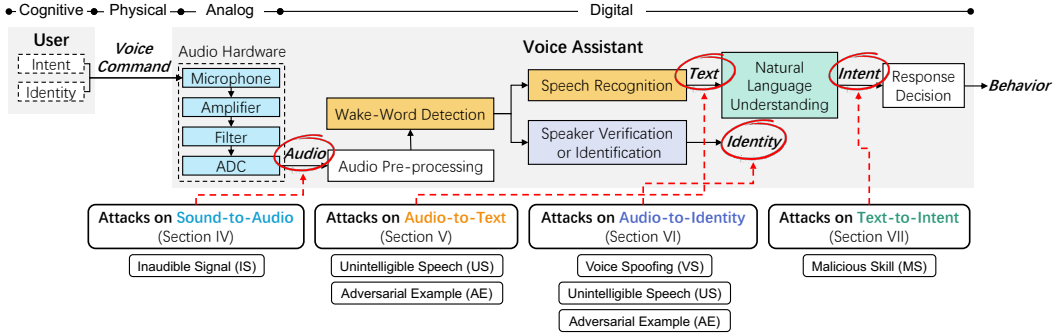 Cognitive
Physical
Analog
Digital
User
Intent
Identity
Voice
Command
Audio Hardware
Microphone
Amplifier
Filter
ADC
Audio
Voice Assistant
Wake-Word Detection
Audio Pre-processing
Speech Recognition
Speaker Verification
or Identification
Text
Identity
Natural
Language
Understanding
Intent
Response
Decision
Behavior
Attacks on Sound-to-Audio
(Section IV)
Inaudible Signal (IS)
Attacks on Audio-to-Text
(Section V)
Unintelligible Speech (US)
Adversarial Example (AE)
Attacks on Audio-to-Identity
(Section VI)
Voice Spoofing (VS)
Unintelligible Speech (US)
Adversarial Example (AE)
Attacks on Text-to-Intent
(Section VII)
Malicious Skill (MS)